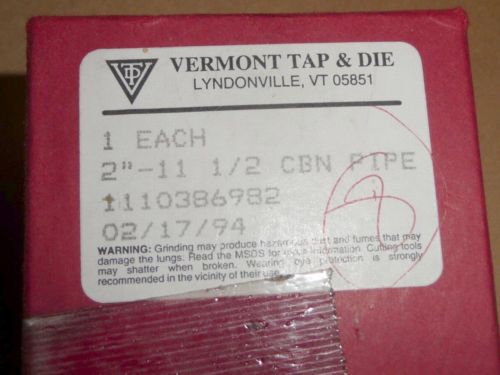 VTD
VERMONT TAP & DIE
LYNDONVILLE, VT 05851
1 EACH
2"-11 1/2 CBN PIPE
1110386982
02/17/94
8
WARNING: Grinding may produce hazardous dust and fumes that may
damage the lungs. Read the MSDS for more information. Cutting tools
may shatter when broken. Wearing eye protection is strongly
recommended in the vicinity of their use.